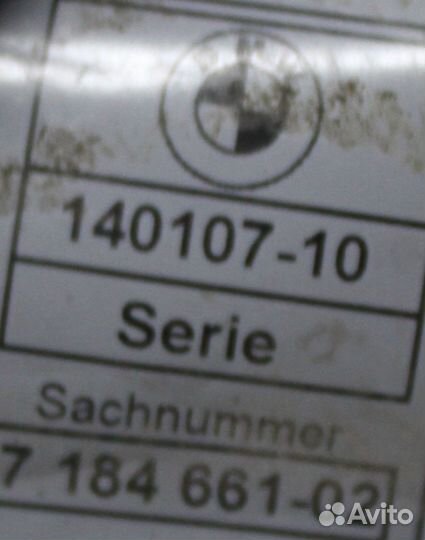 140107-10
Serie
Sachnummer
7 184 661-02
Avito